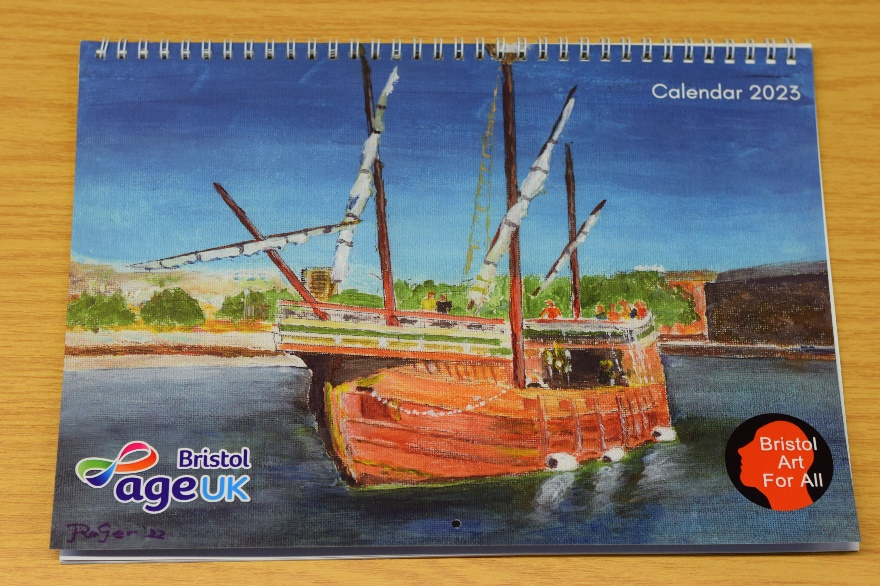 Calendar 2023
Bristol
ageUK
Bristol
Art
For All
Roger '22